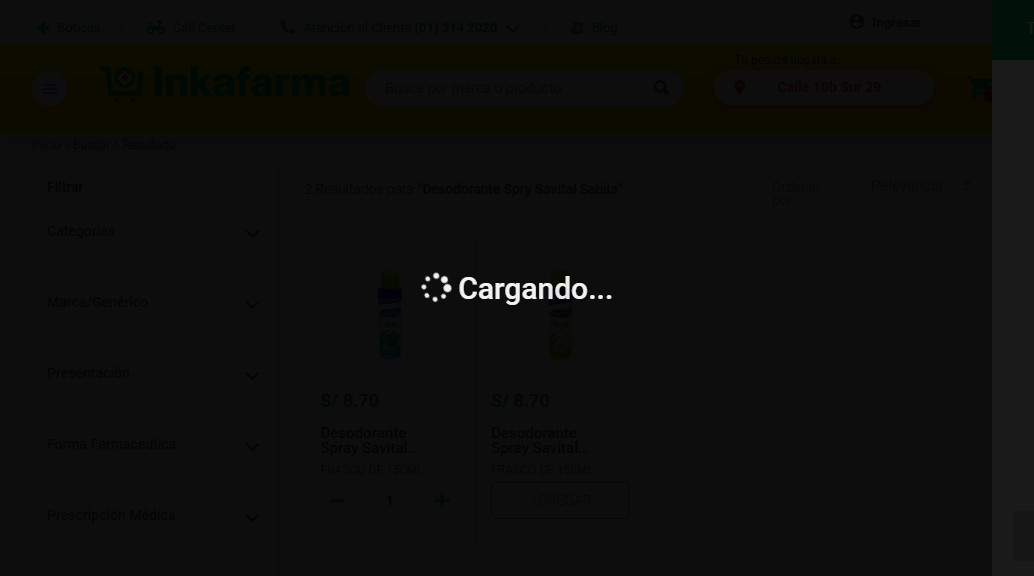 Boticas
Call Center
Atención al Cliente (01) 314 2020
Blog
Ingresar
Inkafarma
Busca por marca o producto
Tu pedido llegará a
Calle 10b Sur 29
Inicio > Buscar > Resultado
Filtrar
2 Resultados para "Desodorante Spry Savital Sabila"
Ordenar por
Relevancia
Categorías
Marca/Genérico
Presentación
Forma Farmaceutica
Prescripción Médica
Cargando...
S/ 8.70
Desodorante
Spray Savital...
FRASCO DE 150ML
1
S/ 8.70
Desodorante
Spray Savital...
FRASCO DE 150ML
AGREGAR